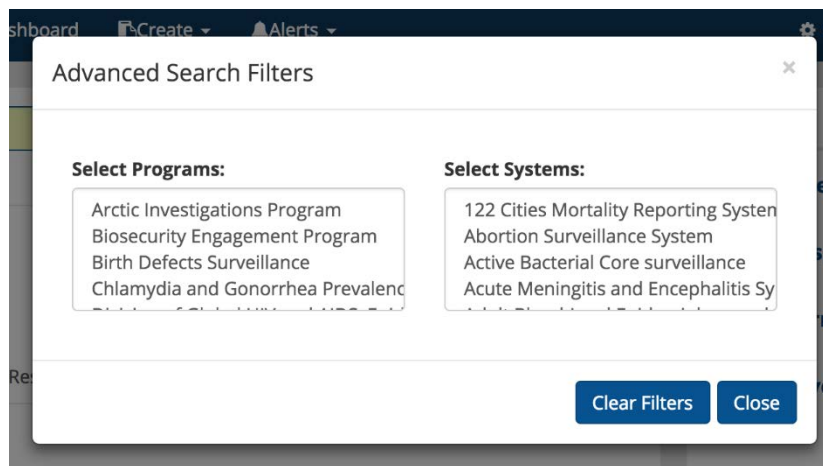 shboard Create Alerts
Advanced Search Filters ×
Select Programs:
Arctic Investigations Program
Biosecurity Engagement Program
Birth Defects Surveillance
Chlamydia and Gonorrhea Prevalenc
Select Systems:
122 Cities Mortality Reporting System
Abortion Surveillance System
Active Bacterial Core surveillance
Acute Meningitis and Encephalitis Sy
Res
Clear Filters Close